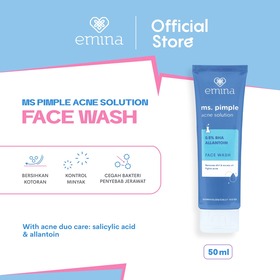 emina
Official
Store
MS PIMPLE ACNE SOLUTION
FACE WASH
BERSIHKAN
KOTORAN
KONTROL
MINYAK
CEGAH BAKTERI
PENYEBAB JERAWAT
With acne duo care: salicylic acid
& allantoin
emina
ms. pimple
acne solution
0.5% BHA
ALLANTOIN
FACE WASH
50 ml